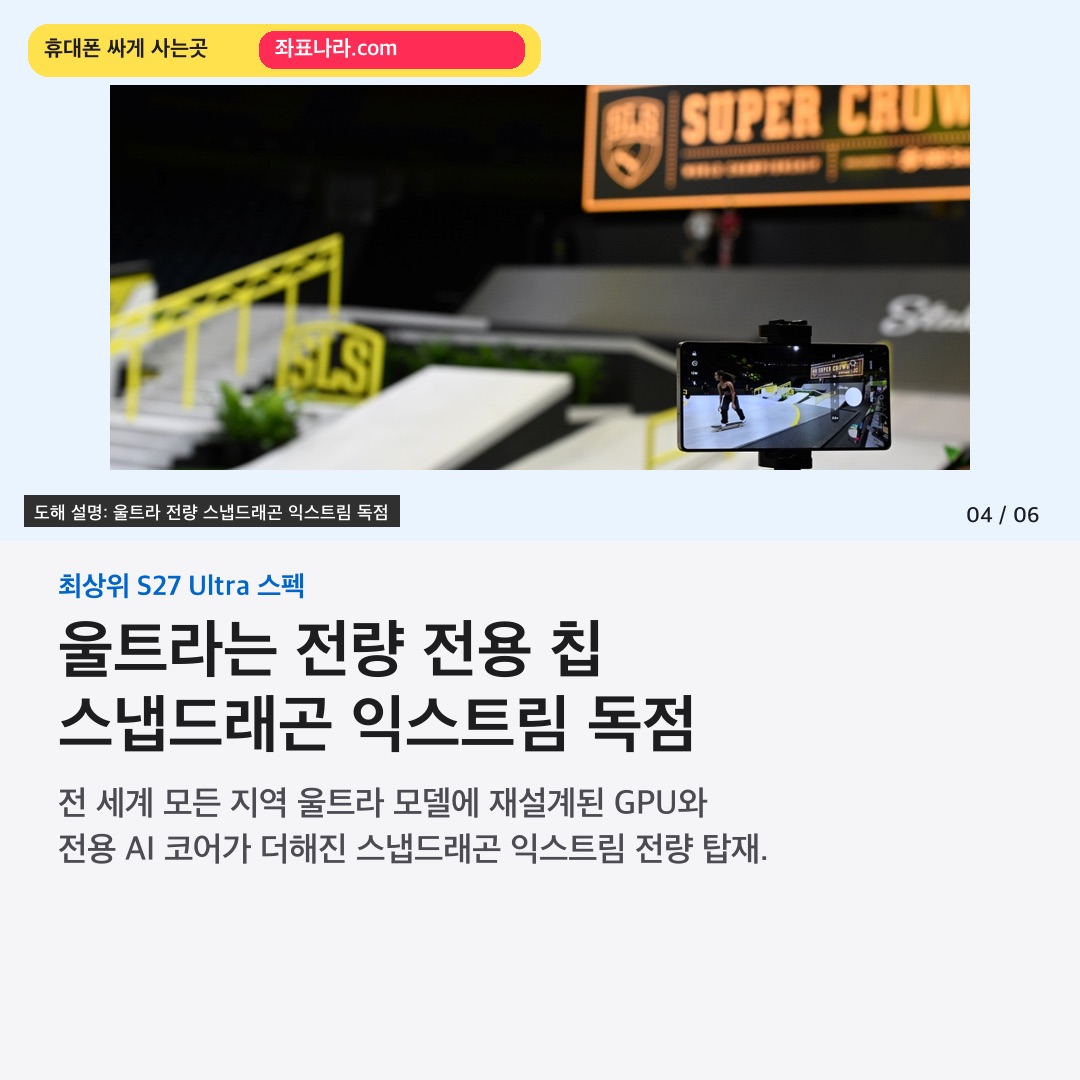 휴대폰 싸게 사는곳
좌표나라.com
SLS
SUPER CROW
WORLD CHAMPIONSHIP
SLS
SUPER CROW
도해 설명: 울트라 전량 스냅드래곤 익스트림 독점
04 / 06
최상위 S27 Ultra 스펙
울트라는 전량 전용 칩
스냅드래곤 익스트림 독점
전 세계 모든 지역 울트라 모델에 재설계된 GPU와
전용 AI 코어가 더해진 스냅드래곤 익스트림 전량 탑재.